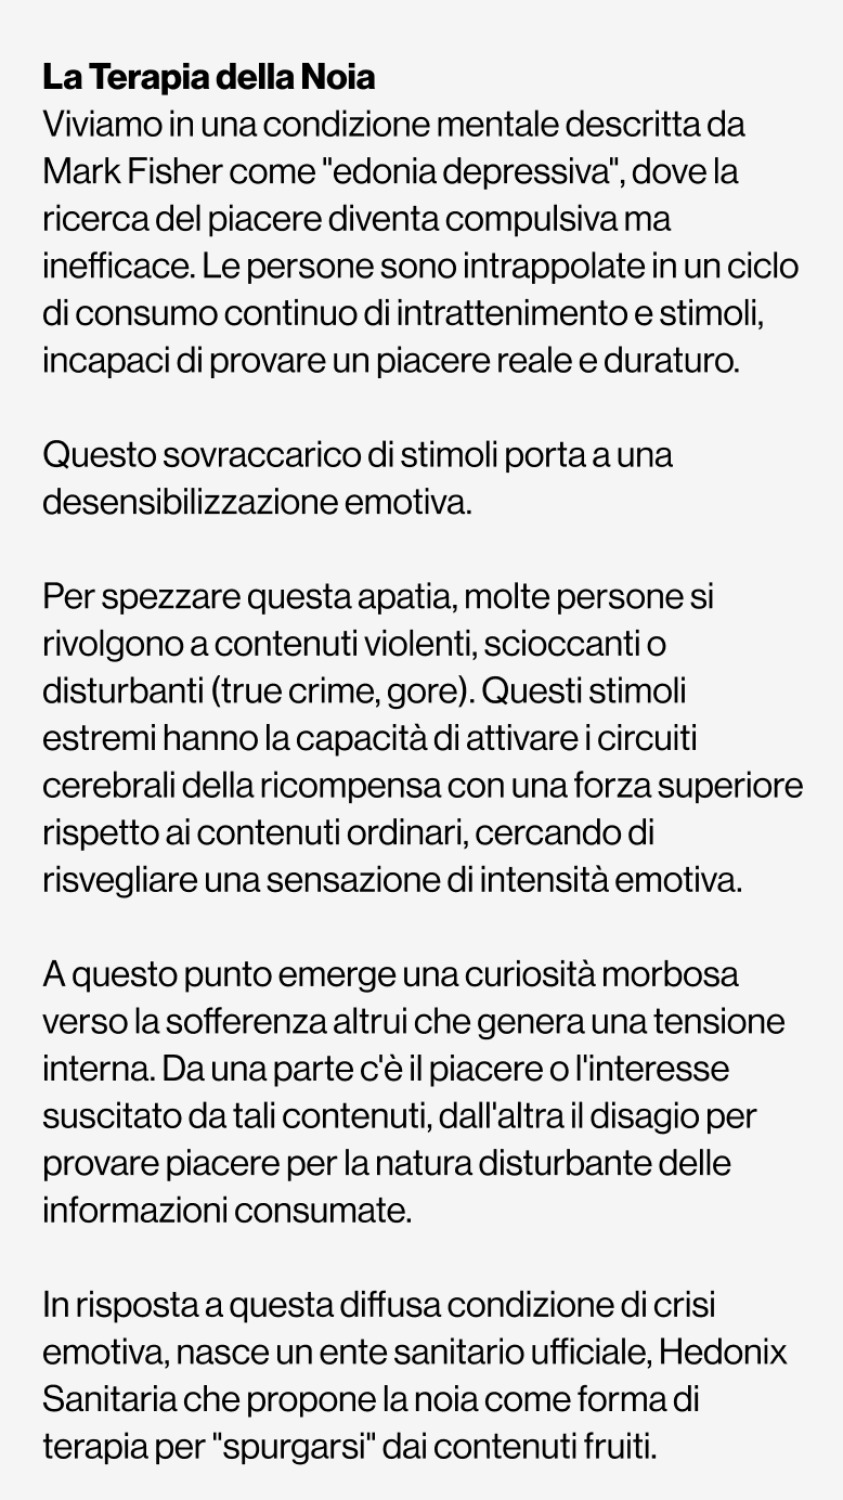 La Terapia della Noia
Viviamo in una condizione mentale descritta da
Mark Fisher come "edonia depressiva", dove la
ricerca del piacere diventa compulsiva ma
inefficace. Le persone sono intrappolate in un ciclo
di consumo continuo di intrattenimento e stimoli,
incapaci di provare un piacere reale e duraturo.
Questo sovraccarico di stimoli porta a una
desensibilizzazione emotiva.
Per spezzare questa apatia, molte persone si
rivolgono a contenuti violenti, scioccanti o
disturbanti (true crime, gore). Questi stimoli
estremi hanno la capacità di attivare i circuiti
cerebrali della ricompensa con una forza superiore
rispetto ai contenuti ordinari, cercando di
risvegliare una sensazione di intensità emotiva.
A questo punto emerge una curiosità morbosa
verso la sofferenza altrui che genera una tensione
interna. Da una parte c'è il piacere o l'interesse
suscitato da tali contenuti, dall'altra il disagio per
provare piacere per la natura disturbante delle
informazioni consumate.
In risposta a questa diffusa condizione di crisi
emotiva, nasce un ente sanitario ufficiale, Hedonix
Sanitaria che propone la noia come forma di
terapia per "spurgarsi" dai contenuti fruiti.